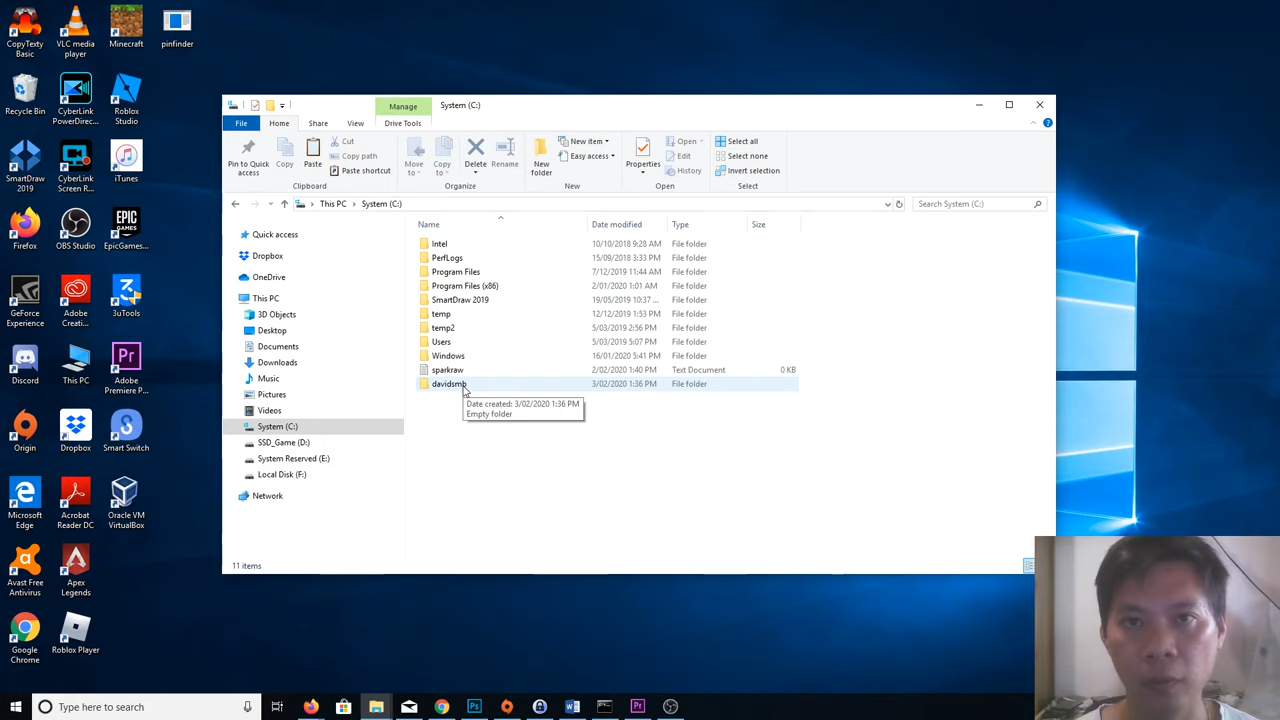 CopyTexty Basic
VLC media player
Minecraft
pinfinder
Recycle Bin
CyberLink PowerDirec...
Roblox Studio
SmartDraw 2019
CyberLink Screen R...
iTunes
Firefox
OBS Studio
EpicGames...
GeForce Experience
Adobe Creati...
3uTools
Discord
This PC
Adobe Premiere P...
Origin
Dropbox
Smart Switch
Microsoft Edge
Acrobat Reader DC
Oracle VM VirtualBox
Avast Free Antivirus
Apex Legends
Google Chrome
Roblox Player
Manage
System (C:)
File
Home
Share
View
Drive Tools
Pin to Quick access
Copy
Paste
Cut
Copy path
Paste shortcut
Clipboard
Move to
Copy to
Delete
Rename
Organize
New folder
New item
Easy access
New
Properties
Open
Edit
History
Open
Select all
Select none
Invert selection
Select
This PC > System (C:)
Search System (C:)
Quick access
Dropbox
OneDrive
This PC
3D Objects
Desktop
Documents
Downloads
Music
Pictures
Videos
System (C:)
SSD_Game (D:)
System Reserved (E:)
Local Disk (F:)
Network
Name Date modified Type Size
Intel 10/10/2018 9:28 AM File folder
PerfLogs 15/09/2018 3:33 PM File folder
Program Files 7/12/2019 11:44 AM File folder
Program Files (x86) 2/01/2020 1:01 AM File folder
SmartDraw 2019 19/05/2019 10:37 ... File folder
temp 12/12/2019 1:53 PM File folder
temp2 5/03/2019 2:56 PM File folder
Users 5/03/2019 5:07 PM File folder
Windows 16/01/2020 5:41 PM File folder
sparkraw 2/02/2020 1:40 PM Text Document 0 KB
davidsmb 3/02/2020 1:36 PM File folder
Date created: 3/02/2020 1:36 PM
Empty folder
11 items
Type here to search